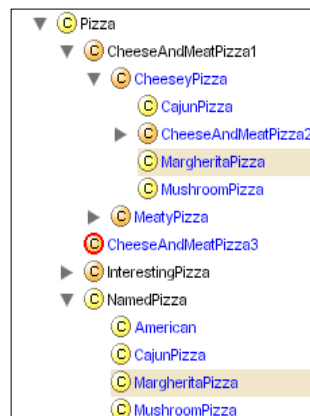 Pizza
CheeseAndMeatPizza1
CheeseyPizza
C CajunPizza
CheeseAndMeatPizza2
C MargheritaPizza
C MushroomPizza
C MeatyPizza
C CheeseAndMeatPizza3
C InterestingPizza
C NamedPizza
C American
C CajunPizza
C MargheritaPizza
C MushroomPizza